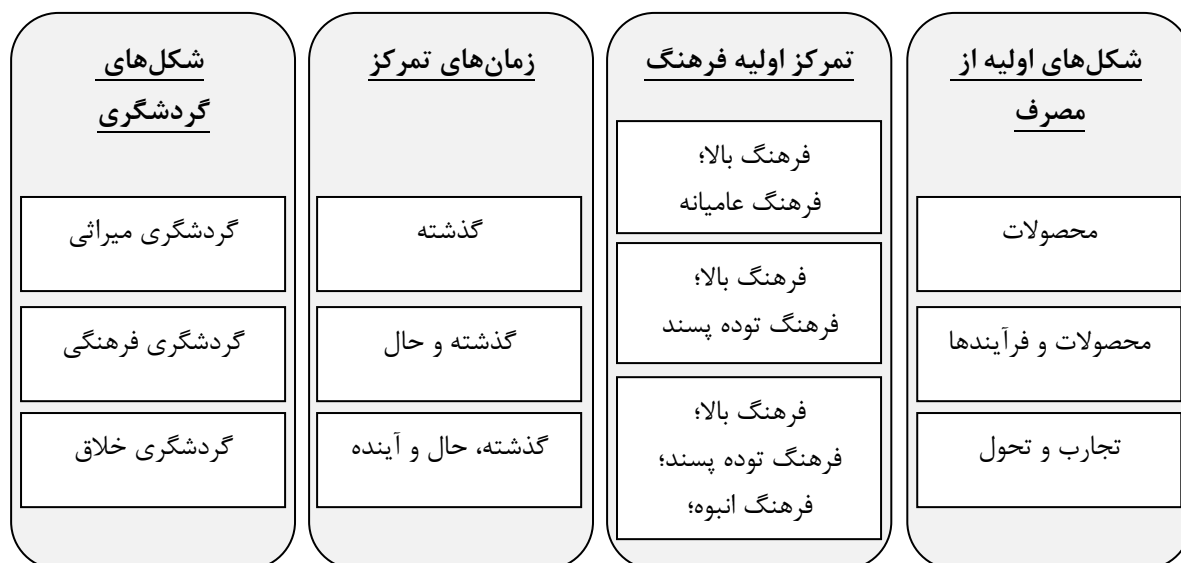 شکل‌های اولیه از
مصرف
محصولات
محصولات و فرآیندها
تجارب و تحول
تمرکز اولیه فرهنگ
فرهنگ بالا؛
فرهنگ عامیانه
فرهنگ بالا؛
فرهنگ توده پسند
فرهنگ بالا؛
فرهنگ توده پسند؛
فرهنگ انبوه؛
زمان‌های تمرکز
گذشته
گذشته و حال
گذشته، حال و آینده
شکل‌های
گردشگری
گردشگری میراثی
گردشگری فرهنگی
گردشگری خلاق